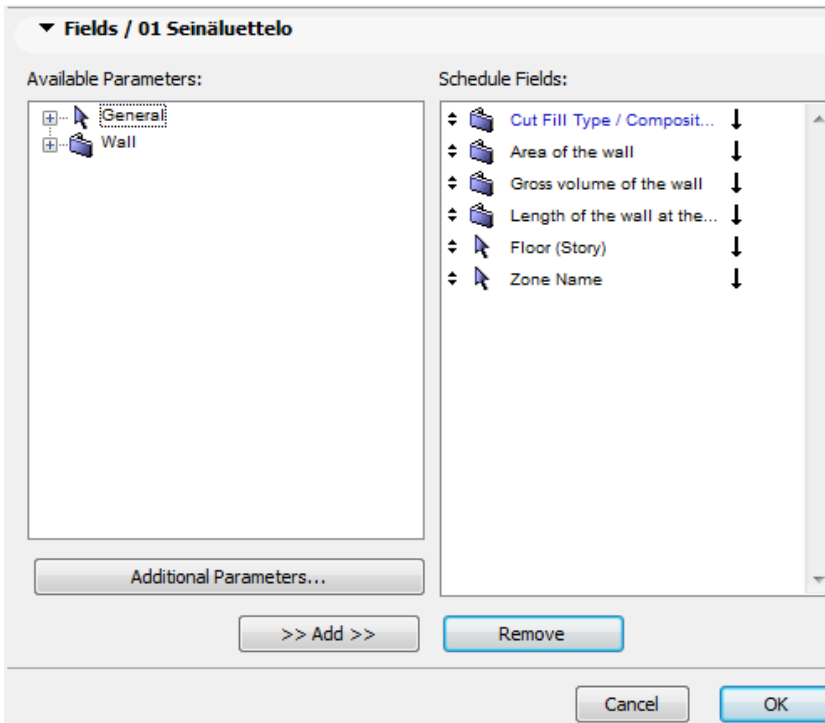 Fields / 01 Seinäluettelo
Available Parameters:
General
Wall
Additional Parameters...
Schedule Fields:
Cut Fill Type / Composit...
Area of the wall
Gross volume of the wall
Length of the wall at the...
Floor (Story)
Zone Name
>> Add >>
Remove
Cancel
OK